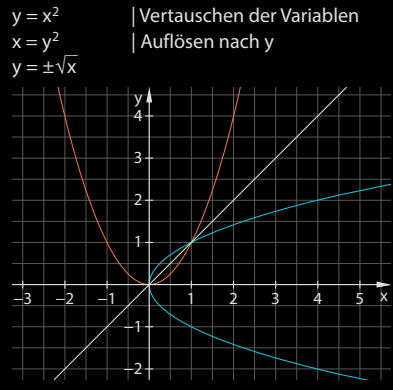 y = x² | Vertauschen der Variablen
x = y² | Auflösen nach y
y = ±√x
y
4
3
2
1
−3 −2 −1 1 2 3 4 5 x
−1
−2